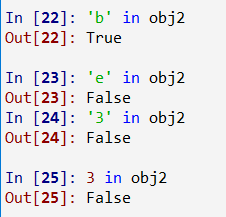 In [22]: 'b' in obj2
Out[22]: True
In [23]: 'e' in obj2
Out[23]: False
In [24]: '3' in obj2
Out[24]: False
In [25]: 3 in obj2
Out[25]: False